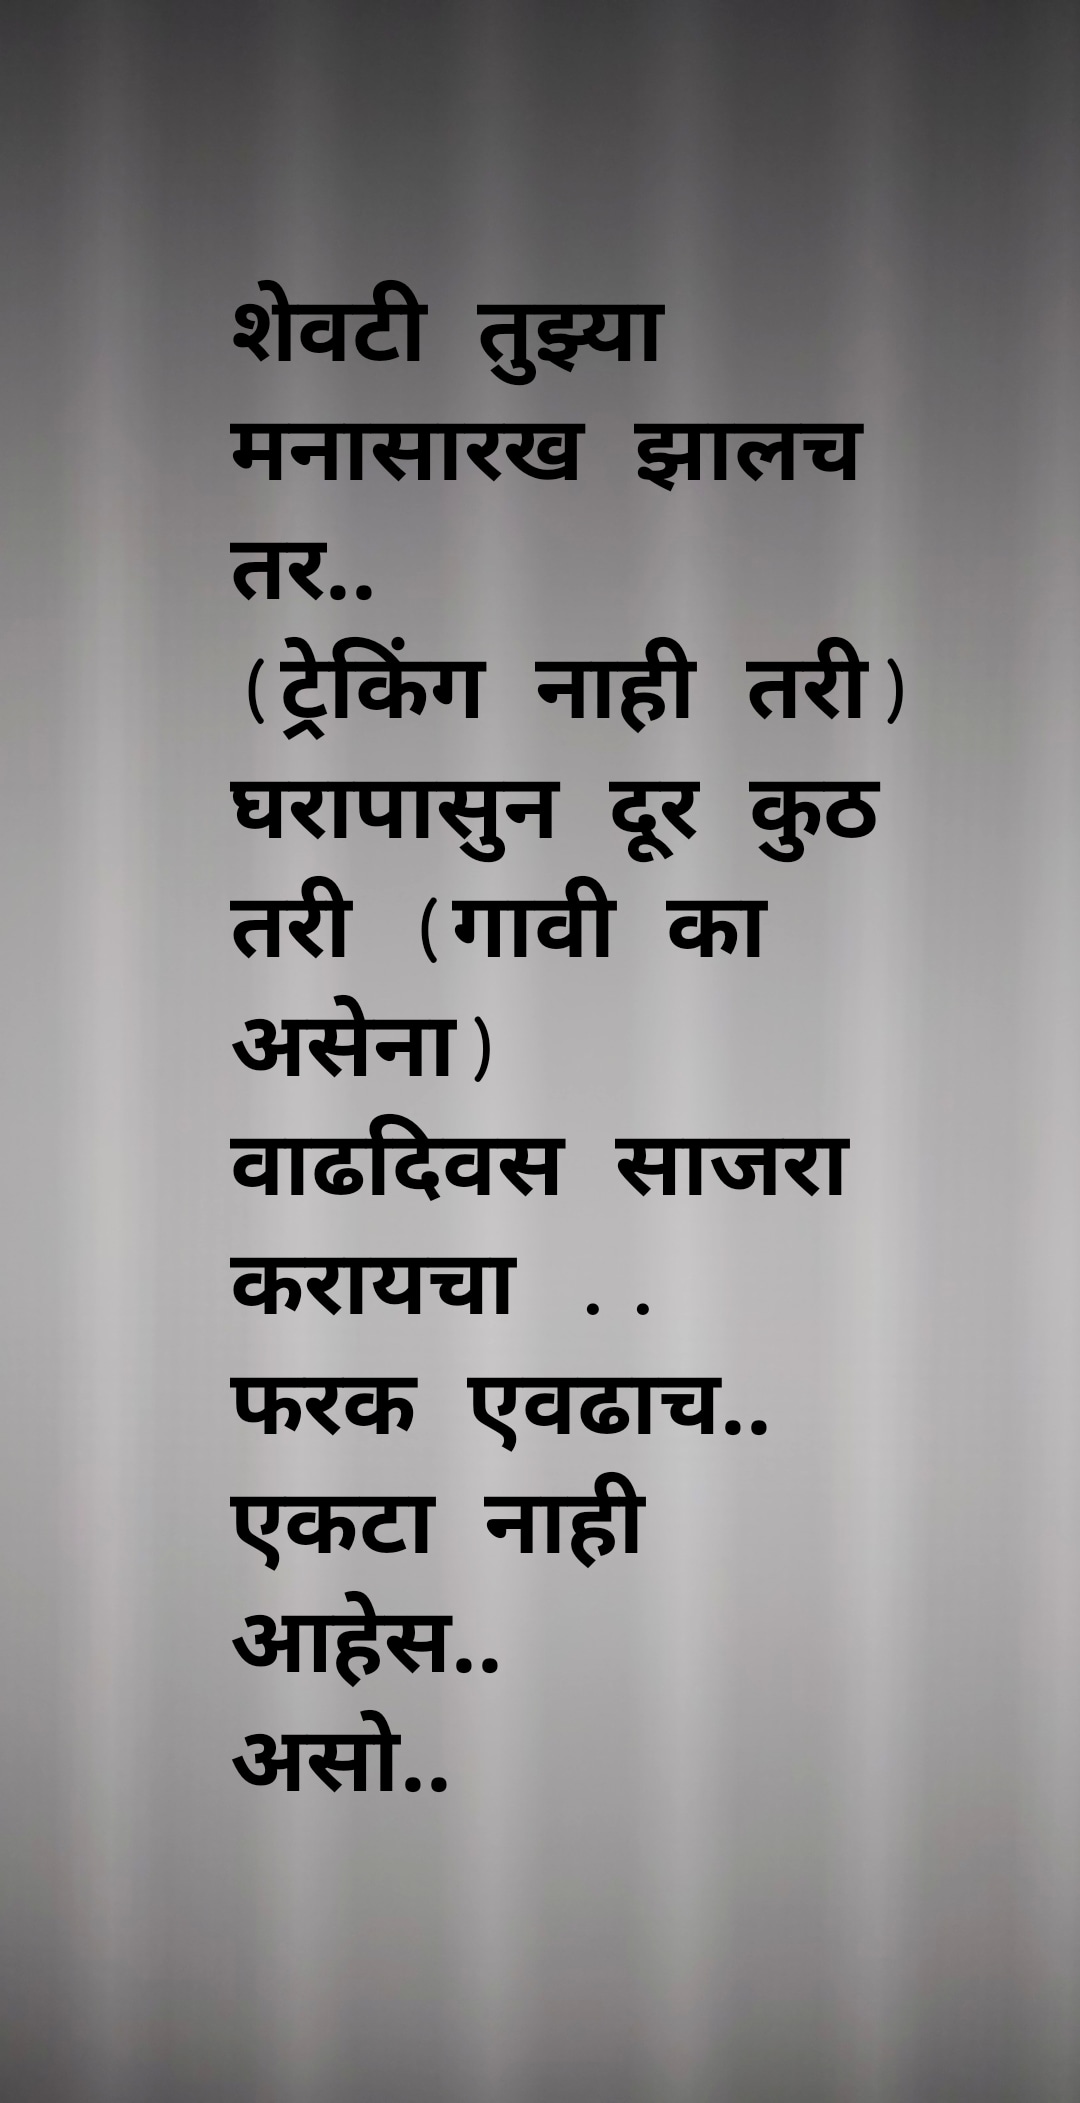 शेवटी तुझ्या
मनासारख झालच
तर..
(ट्रेकिंग नाही तरी)
घरापासुन दूर कुठ
तरी (गावी का
असेना)
वाढदिवस साजरा
करायचा ..
फरक एवढाच..
एकटा नाही
आहेस..
असो..